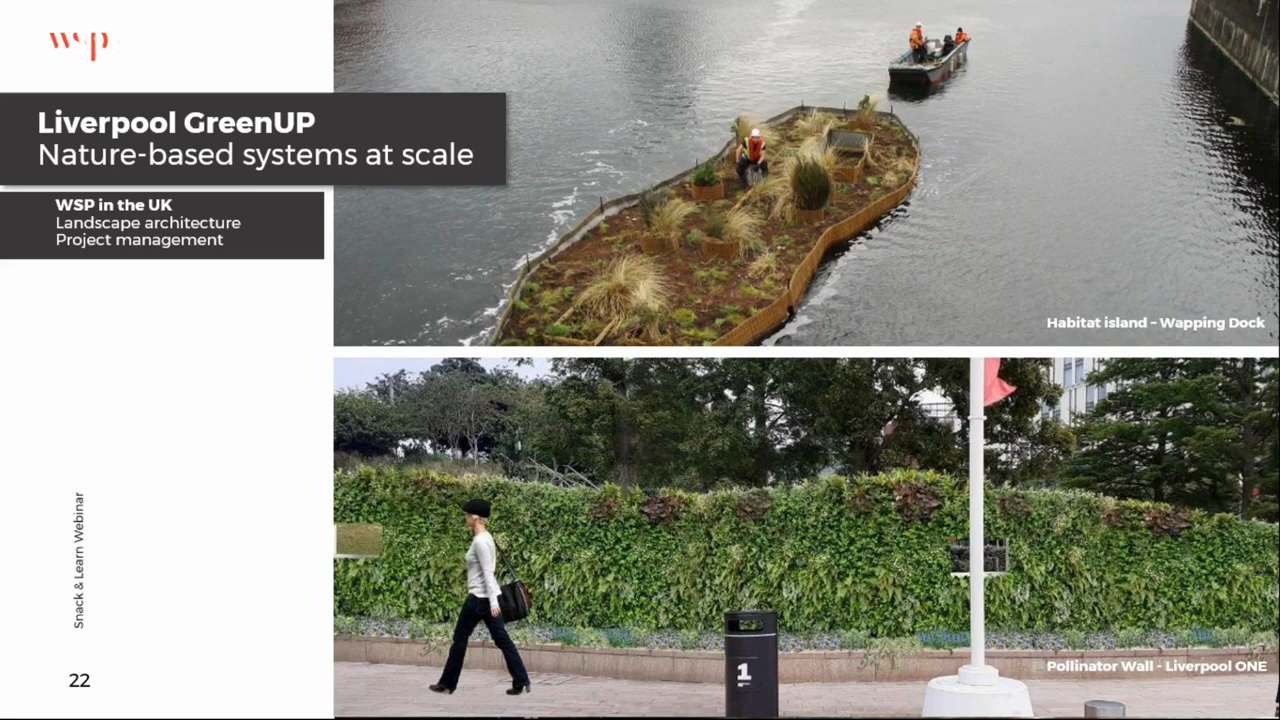 wsp
Liverpool GreenUP
Nature-based systems at scale
WSP in the UK
Landscape architecture
Project management
Habitat island – Wapping Dock
Snack & Learn Webinar
22
1
Pollinator Wall - Liverpool ONE